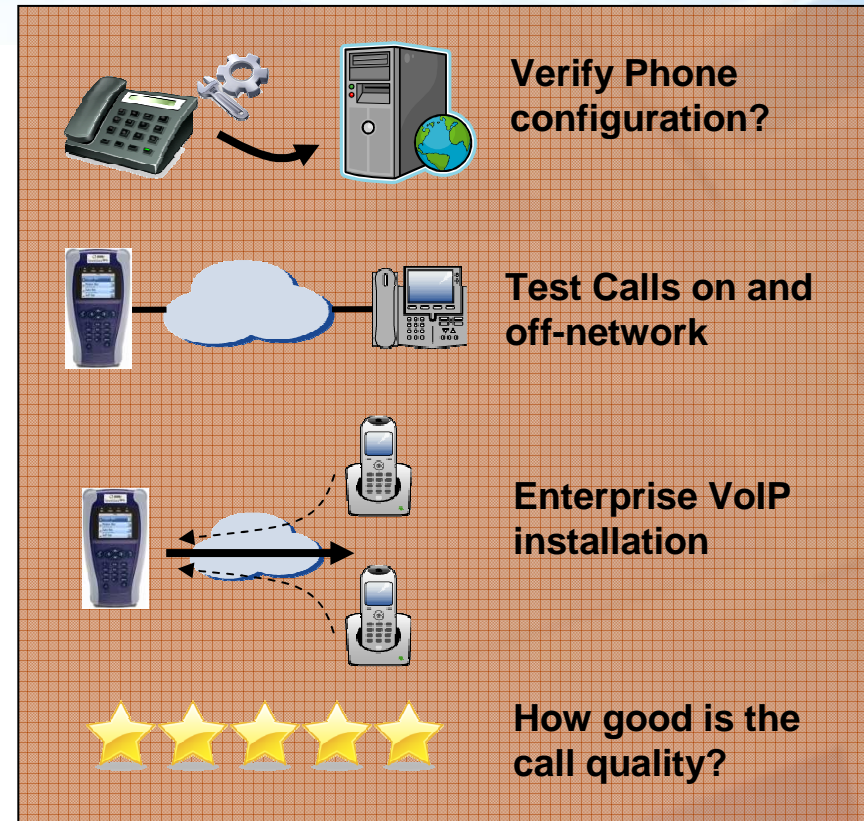 Verify Phone
configuration?
Test Calls on and
off-network
Enterprise VoIP
installation
How good is the
call quality?